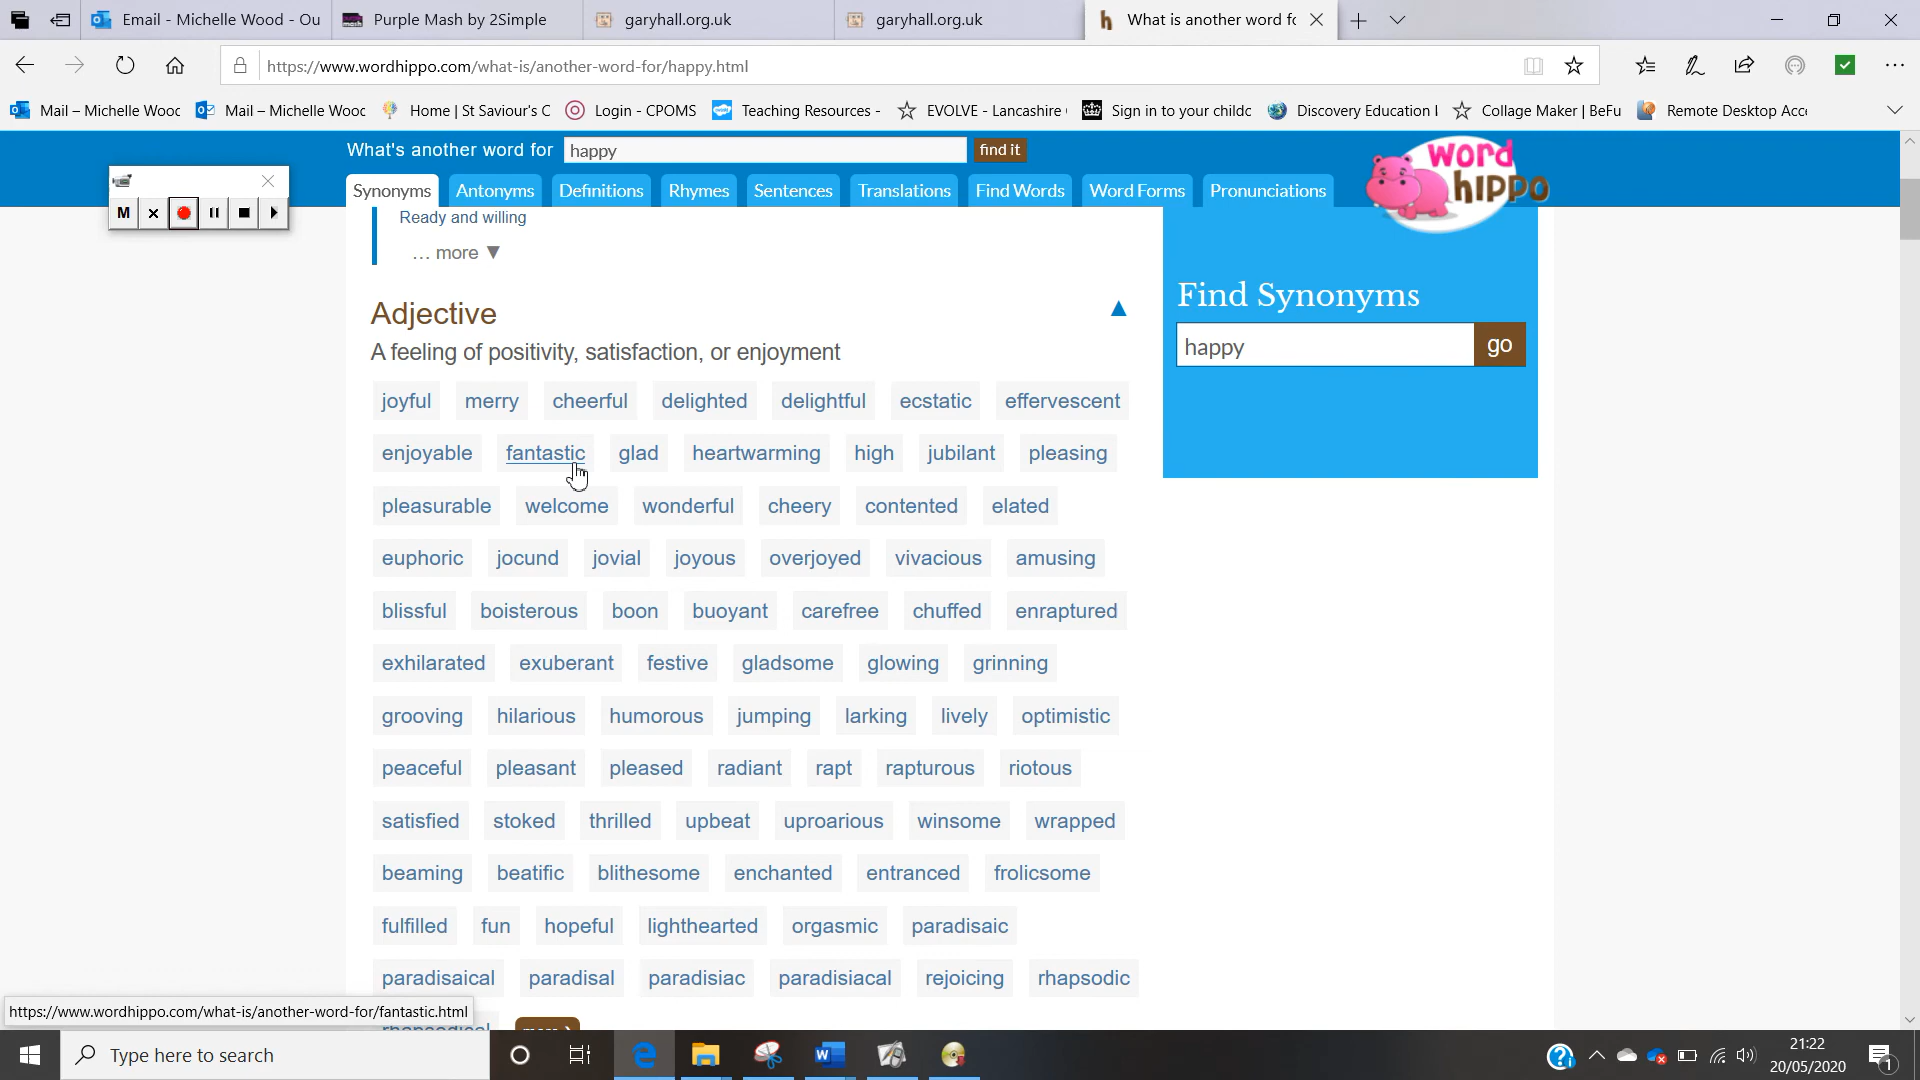 Email - Michelle Wood - Ou
Purple Mash by 2Simple
garyhall.org.uk
garyhall.org.uk
What is another word fo
https://www.wordhippo.com/what-is/another-word-for/happy.html
Mail – Michelle Wooc
Mail – Michelle Wooc
Home | St Saviour's C
Login - CPOMS
Teaching Resources -
EVOLVE - Lancashire
Sign in to your childc
Discovery Education I
Collage Maker | BeFu
Remote Desktop Acce
What's another word for happy find it
word hippo
Synonyms Antonyms Definitions Rhymes Sentences Translations Find Words Word Forms Pronunciations
M
Ready and willing
... more ▼
Find Synonyms
happy go
Adjective
A feeling of positivity, satisfaction, or enjoyment
joyful merry cheerful delighted delightful ecstatic effervescent
enjoyable fantastic glad heartwarming high jubilant pleasing
pleasurable welcome wonderful cheery contented elated
euphoric jocund jovial joyous overjoyed vivacious amusing
blissful boisterous boon buoyant carefree chuffed enraptured
exhilarated exuberant festive gladsome glowing grinning
grooving hilarious humorous jumping larking lively optimistic
peaceful pleasant pleased radiant rapt rapturous riotous
satisfied stoked thrilled upbeat uproarious winsome wrapped
beaming beatific blithesome enchanted entranced frolicsome
fulfilled fun hopeful lighthearted orgasmic paradisaic
paradisaical paradisal paradisiac paradisiacal rejoicing rhapsodic
https://www.wordhippo.com/what-is/another-word-for/fantastic.html
Type here to search
21:22
20/05/2020
1